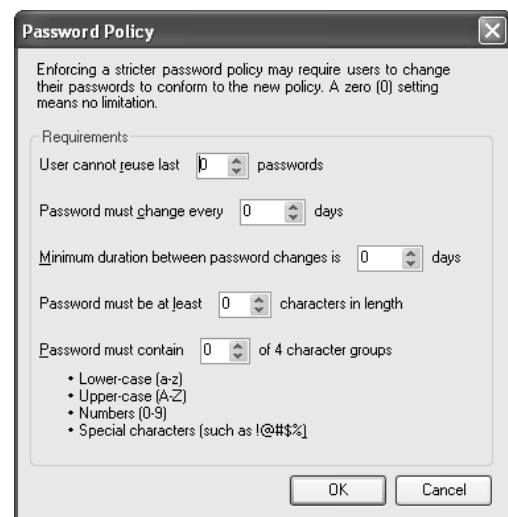 Password Policy
Enforcing a stricter password policy may require users to change
their passwords to conform to the new policy. A zero (0) setting
means no limitation.
Requirements
User cannot reuse last 0 passwords
Password must change every 0 days
Minimum duration between password changes is 0 days
Password must be at least 0 characters in length
Password must contain 0 of 4 character groups
• Lower-case (a-z)
• Upper-case (A-Z)
• Numbers (0-9)
• Special characters (such as !@#$%)
OK Cancel